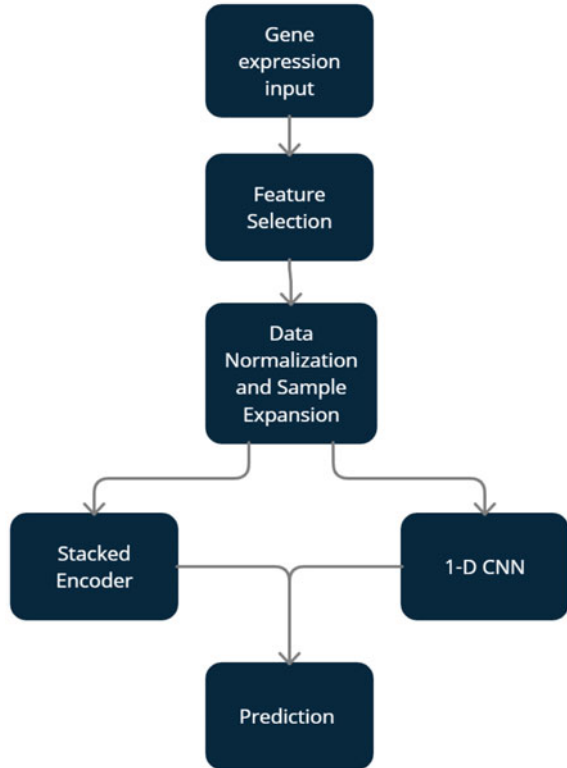 Gene
expression
input
Feature
Selection
Data
Normalization
and Sample
Expansion
Stacked
Encoder
1-D CNN
Prediction